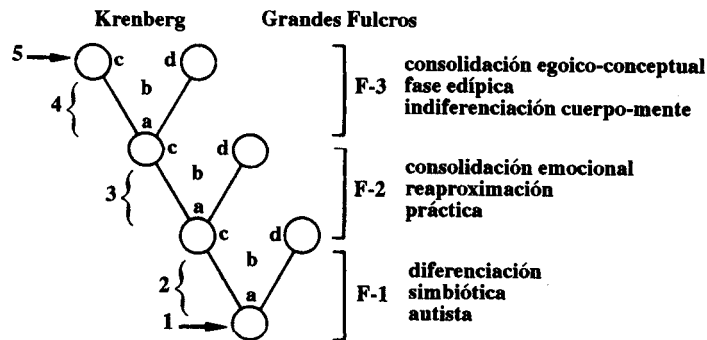 Krenberg Grandes Fulcros
5 c d consolidación egoico-conceptual
b F-3 fase edípica
4 indiferenciación cuerpo-mente
a
c d consolidación emocional
b F-2 reaproximación
3 práctica
a
c d
b diferenciación
2 F-1 simbiótica
a autista
1